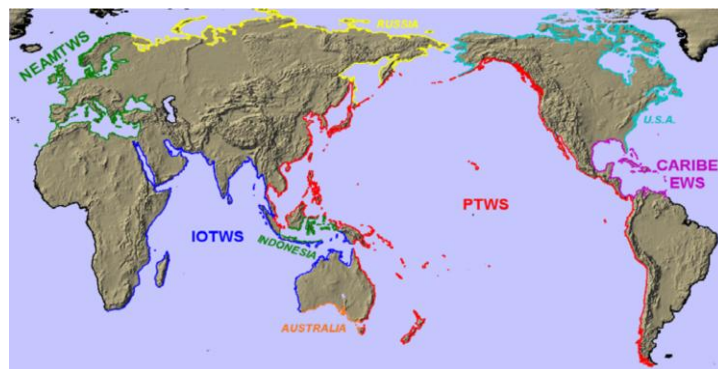 NEAMTWS
RUSSIA
U.S.A.
CARIBE
EWS
PTWS
IOTWS
INDONESIA
AUSTRALIA